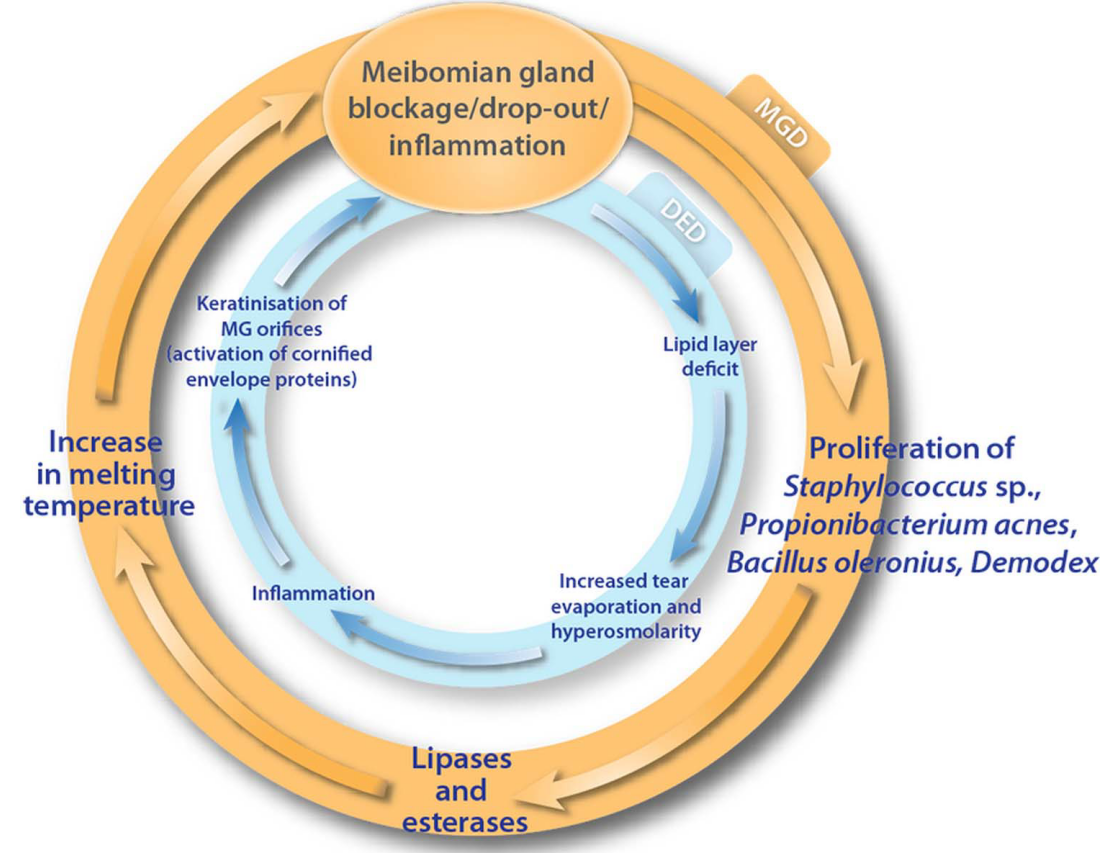 Meibomian gland
blockage/drop-out/
inflammation
MGD
DED
Lipid layer
deficit
Proliferation of
Staphylococcus sp.,
Propionibacterium acnes,
Bacillus oleronius, Demodex
Increased tear
evaporation and
hyperosmolarity
Lipases
and
esterases
Inflammation
Increase
in melting
temperature
Keratinisation of
MG orifices
(activation of cornified
envelope proteins)